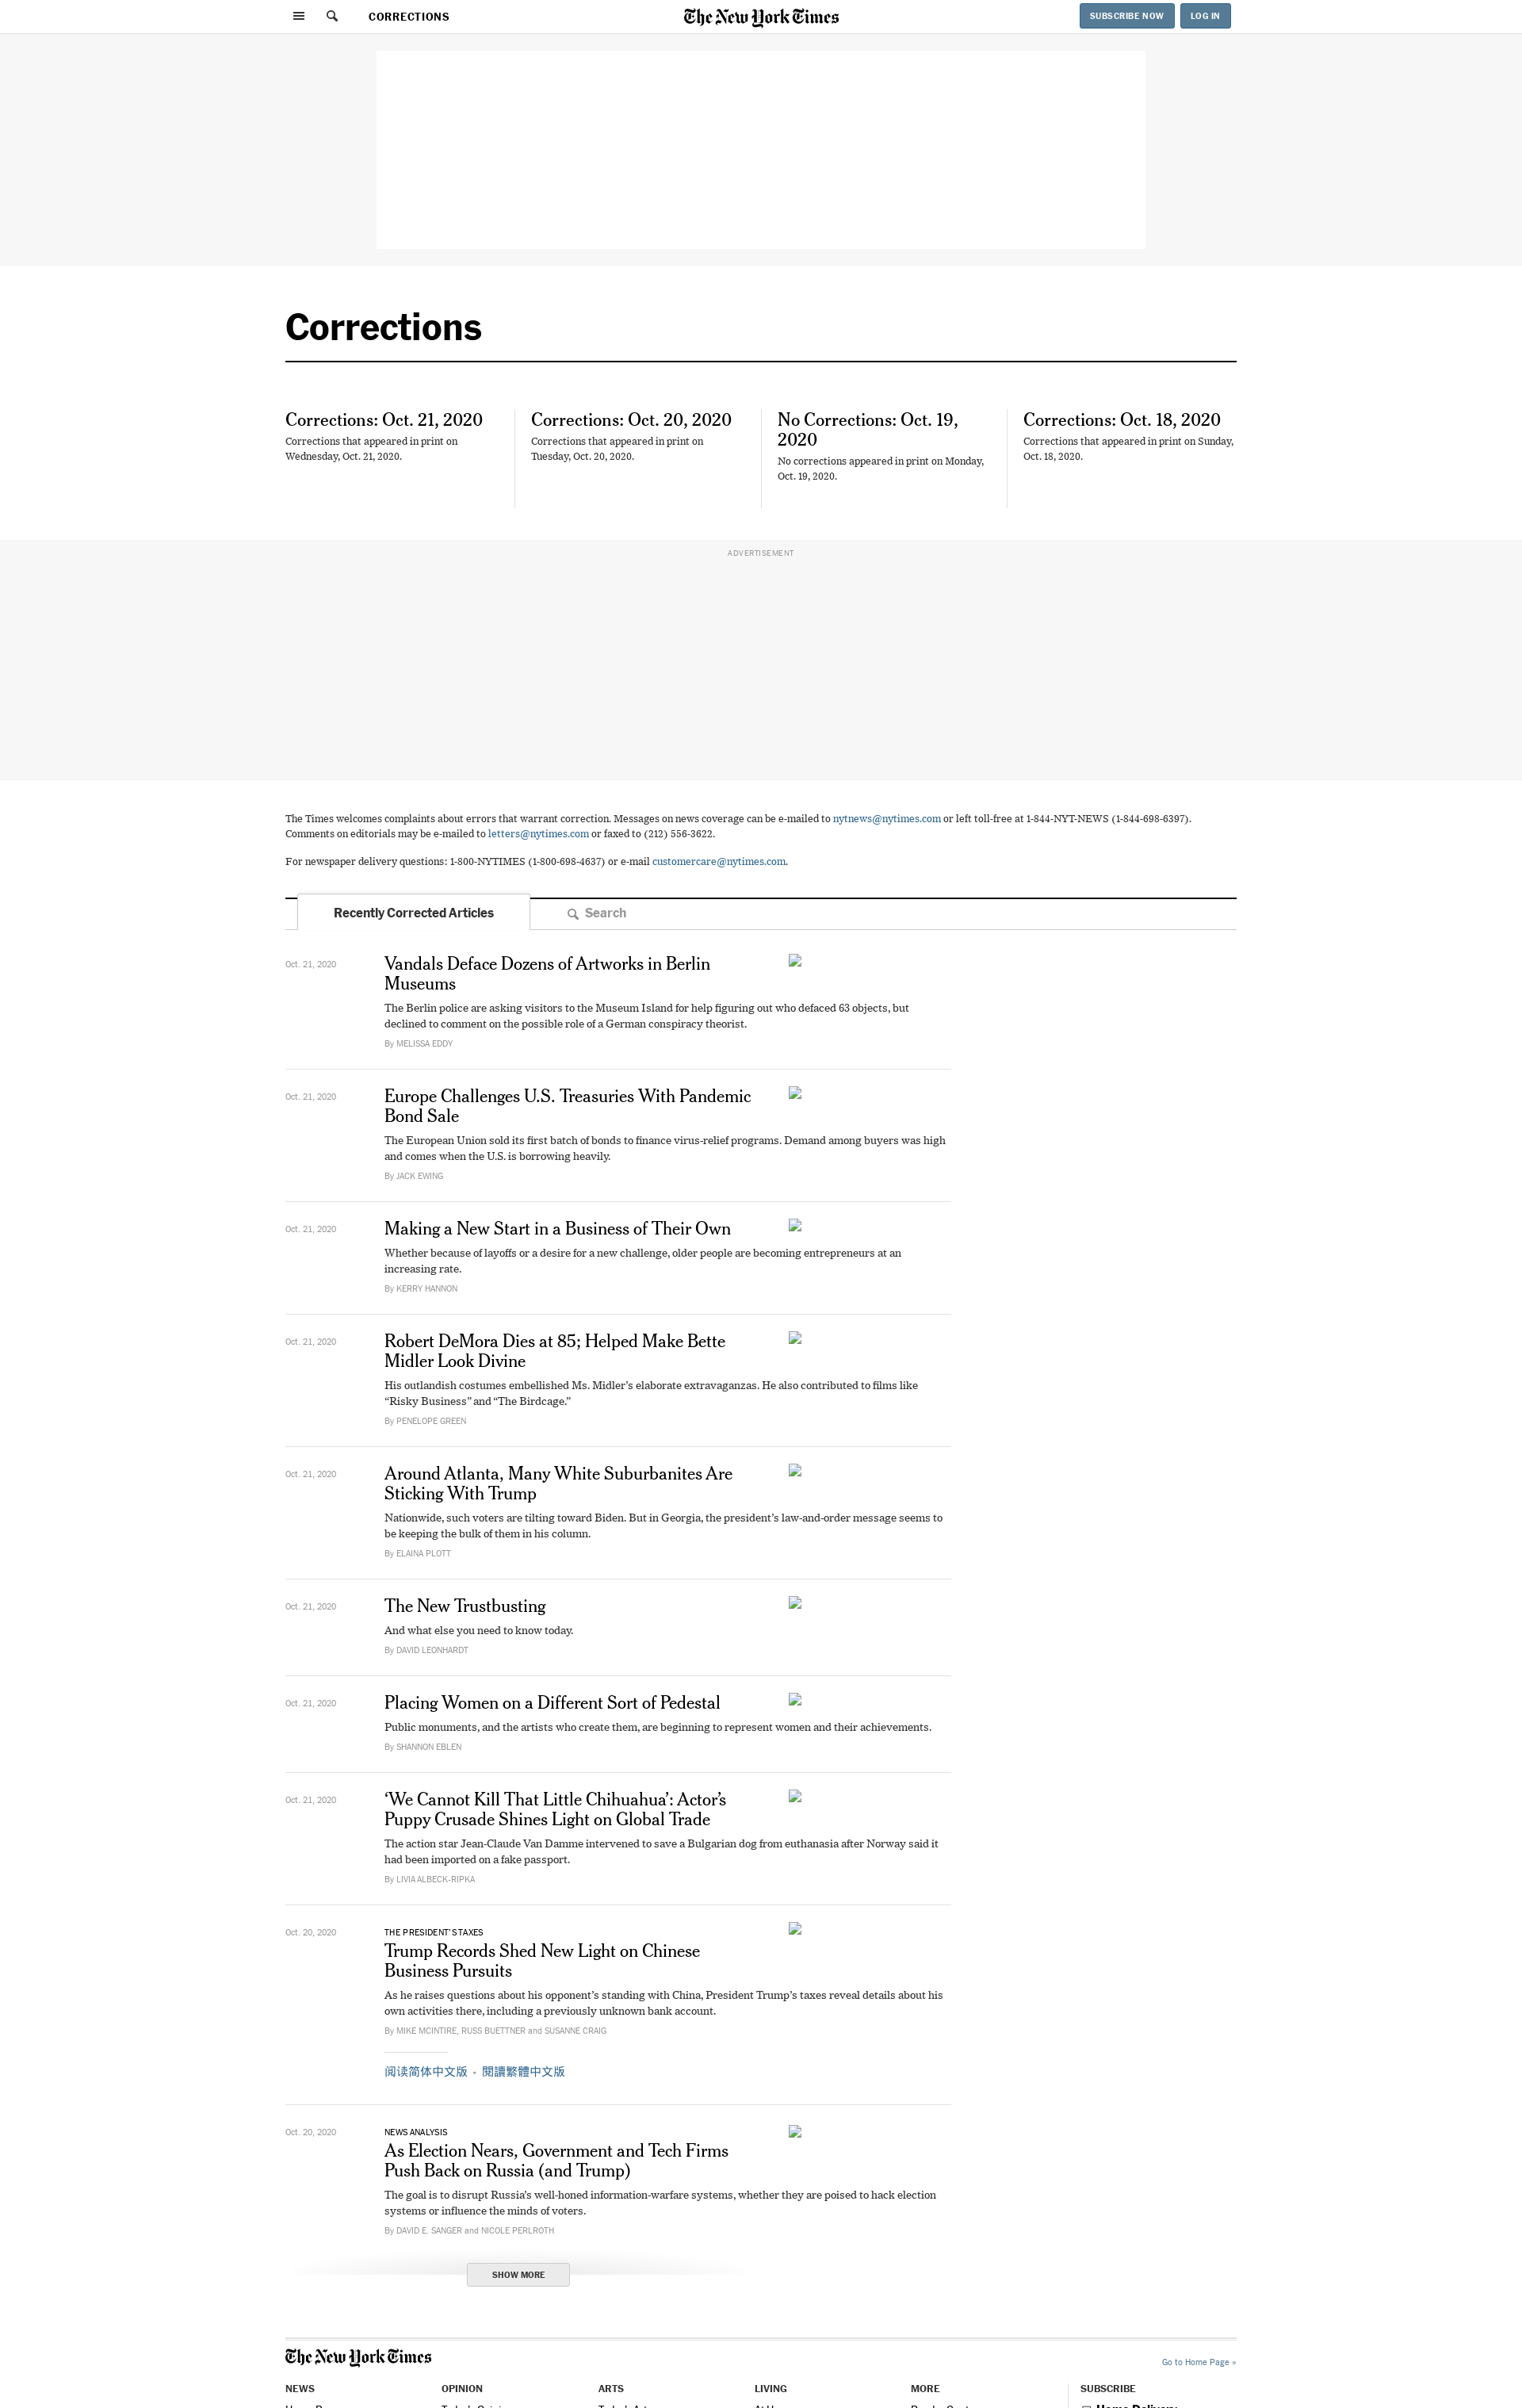 CORRECTIONS
The New York Times
SUBSCRIBE NOW
LOG IN
Corrections
Corrections: Oct. 21, 2020
Corrections that appeared in print on
Wednesday, Oct. 21, 2020.
Corrections: Oct. 20, 2020
Corrections that appeared in print on
Tuesday, Oct. 20, 2020.
No Corrections: Oct. 19,
2020
No corrections appeared in print on Monday,
Oct. 19, 2020.
Corrections: Oct. 18, 2020
Corrections that appeared in print on Sunday,
Oct. 18, 2020.
ADVERTISEMENT
The Times welcomes complaints about errors that warrant correction. Messages on news coverage can be e-mailed to nytnews@nytimes.com or left toll-free at 1-844-NYT-NEWS (1-844-698-6397).
Comments on editorials may be e-mailed to letters@nytimes.com or faxed to (212) 556-3622.
For newspaper delivery questions: 1-800-NYTIMES (1-800-698-4637) or e-mail customercare@nytimes.com.
Recently Corrected Articles
Search
Oct. 21, 2020
Vandals Deface Dozens of Artworks in Berlin
Museums
The Berlin police are asking visitors to the Museum Island for help figuring out who defaced 63 objects, but
declined to comment on the possible role of a German conspiracy theorist.
By MELISSA EDDY
Oct. 21, 2020
Europe Challenges U.S. Treasuries With Pandemic
Bond Sale
The European Union sold its first batch of bonds to finance virus-relief programs. Demand among buyers was high
and comes when the U.S. is borrowing heavily.
By JACK EWING
Oct. 21, 2020
Making a New Start in a Business of Their Own
Whether because of layoffs or a desire for a new challenge, older people are becoming entrepreneurs at an
increasing rate.
By KERRY HANNON
Oct. 21, 2020
Robert DeMora Dies at 85; Helped Make Bette
Midler Look Divine
His outlandish costumes embellished Ms. Midler’s elaborate extravaganzas. He also contributed to films like
“Risky Business” and “The Birdcage.”
By PENELOPE GREEN
Oct. 21, 2020
Around Atlanta, Many White Suburbanites Are
Sticking With Trump
Nationwide, such voters are tilting toward Biden. But in Georgia, the president’s law-and-order message seems to
be keeping the bulk of them in his column.
By ELAINA PLOTT
Oct. 21, 2020
The New Trustbusting
And what else you need to know today.
By DAVID LEONHARDT
Oct. 21, 2020
Placing Women on a Different Sort of Pedestal
Public monuments, and the artists who create them, are beginning to represent women and their achievements.
By SHANNON EBLEN
Oct. 21, 2020
‘We Cannot Kill That Little Chihuahua’: Actor’s
Puppy Crusade Shines Light on Global Trade
The action star Jean-Claude Van Damme intervened to save a Bulgarian dog from euthanasia after Norway said it
had been imported on a fake passport.
By LIVIA ALBECK-RIPKA
Oct. 20, 2020
THE PRESIDENT’S TAXES
Trump Records Shed New Light on Chinese
Business Pursuits
As he raises questions about his opponent’s standing with China, President Trump’s taxes reveal details about his
own activities there, including a previously unknown bank account.
By MIKE MCINTIRE, RUSS BUETTNER and SUSANNE CRAIG
阅读简体中文版 • 閱讀繁體中文版
Oct. 20, 2020
NEWS ANALYSIS
As Election Nears, Government and Tech Firms
Push Back on Russia (and Trump)
The goal is to disrupt Russia’s well-honed information-warfare systems, whether they are poised to hack election
systems or influence the minds of voters.
By DAVID E. SANGER and NICOLE PERLROTH
SHOW MORE
The New York Times
Go to Home Page »
NEWS
OPINION
ARTS
LIVING
MORE
SUBSCRIBE